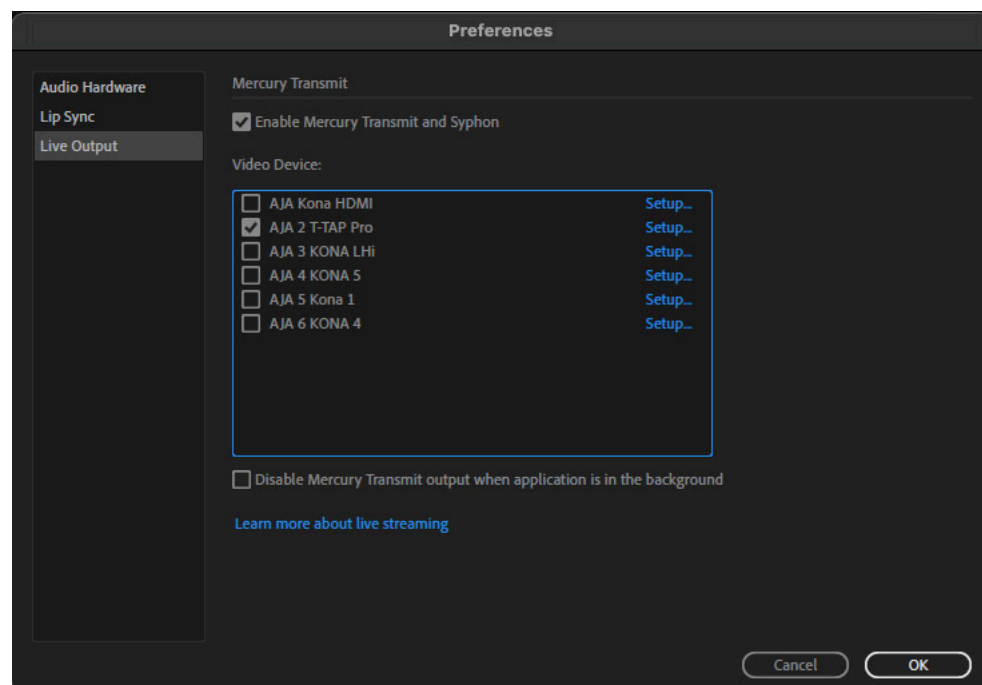 Preferences
Audio Hardware
Lip Sync
Live Output
Mercury Transmit
Enable Mercury Transmit and Syphon
Video Device:
AJA Kona HDMI Setup...
AJA 2 T-TAP Pro Setup...
AJA 3 KONA LHi Setup...
AJA 4 KONA 5 Setup...
AJA 5 Kona 1 Setup...
AJA 6 KONA 4 Setup...
Disable Mercury Transmit output when application is in the background
Learn more about live streaming
Cancel OK